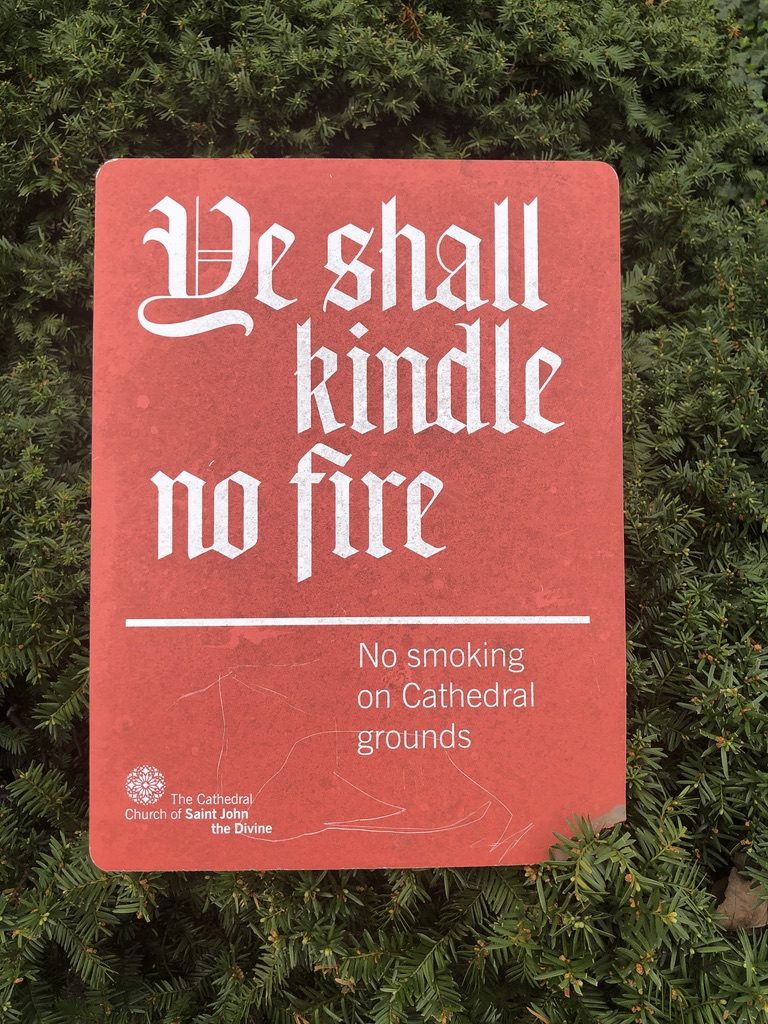 Ye shall
kindle
no fire
No smoking
on Cathedral
grounds
The Cathedral
Church of Saint John
the Divine